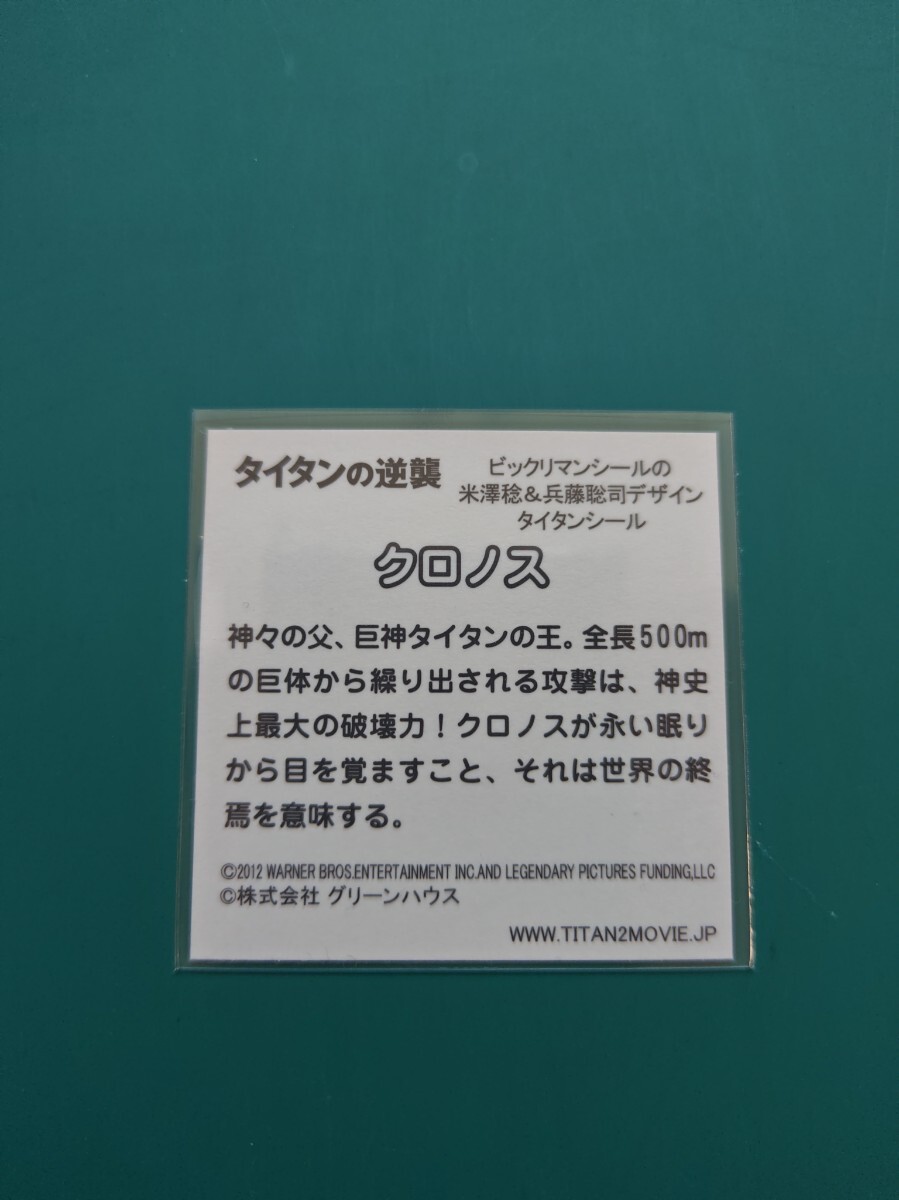 タイタンの逆襲
ビックリマンシールの
米澤稔&兵藤聡司デザイン
タイタンシール
クロノス
神々の父、巨神タイタンの王。全長500m
の巨体から繰り出される攻撃は、神史
上最大の破壊力!クロノスが永い眠り
から目を覚ますこと、それは世界の終
焉を意味する。
©2012 WARNER BROS.ENTERTAINMENT INC.AND LEGENDARY PICTURES FUNDING,LLC
©株式会社 グリーンハウス
WWW.TITAN2MOVIE.JP